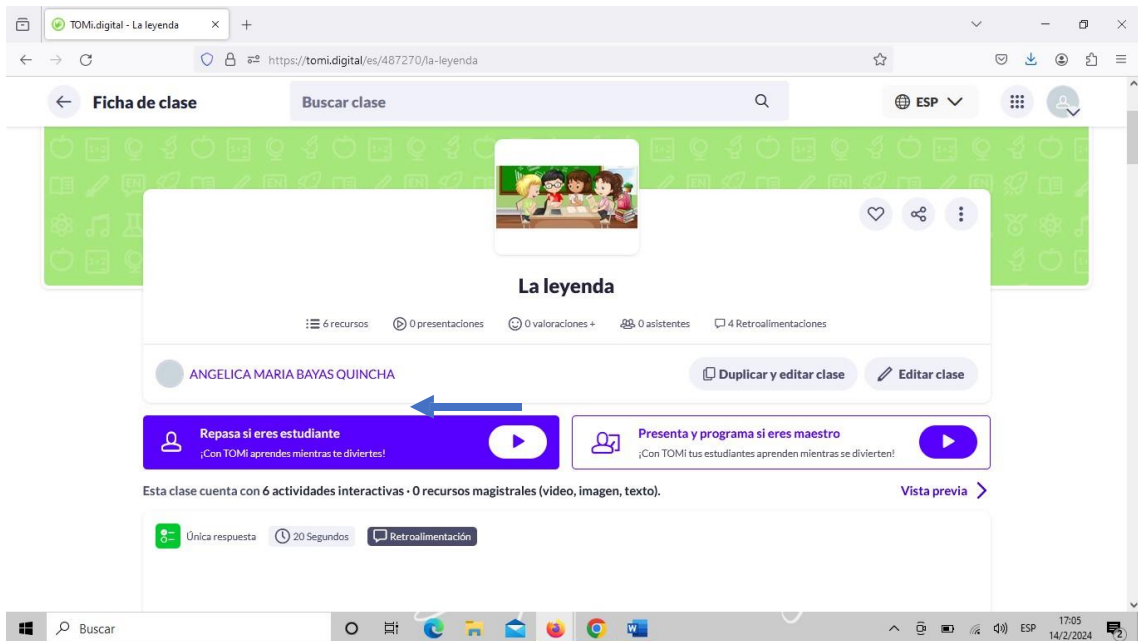 TOMi.digital - La leyenda
https://tomi.digital/es/487270/la-leyenda
Ficha de clase
Buscar clase
ESP
La leyenda
6 recursos
0 presentaciones
0 valoraciones +
0 asistentes
4 Retroalimentaciones
ANGELICA MARIA BAYAS QUINCHA
Duplicar y editar clase
Editar clase
Repasa si eres estudiante
¡Con TOMi aprendes mientras te diviertes!
Presenta y programa si eres maestro
¡Con TOMi tus estudiantes aprenden mientras se divierten!
Esta clase cuenta con 6 actividades interactivas · 0 recursos magistrales (video, imagen, texto).
Vista previa
Única respuesta
20 Segundos
Retroalimentación
Buscar
ESP
17:05
14/2/2024
2